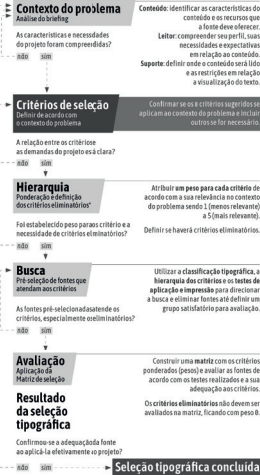 Contexto do problema
Análise do briefing
As características e necessidades
do projeto foram compreendidas?
não sim
Conteúdo: identificar as características do
conteúdo e os recursos que
a fonte deve oferecer.
Leitor: compreender seu perfil, suas
necessidades e expectativas
em relação ao conteúdo.
Suporte: definir onde o conteúdo será lido
e as restrições em relação
a visualização do texto.
Critérios de seleção
Definir de acordo com
o contexto do problema
Confirmar se os 8 critérios sugeridos se
aplicam ao contexto do problema e incluir
outros se for necessário.
A relação entre os critériose
as demandas do projeto está clara?
não sim
Hierarquia
Ponderação e definição
dos critérios eliminatórios*
Foi estabelecido peso paraos critério e a
necessidade de critérios elminatórios?
não sim
Atribuir um peso para cada critério de
acordo com a sua relevância no contexto
do problema sendo 1 (menos relevante)
a 5 (mais relevante).
Definir se haverá critérios eliminatórios.
Busca
Pré-seleção de fontes que
atendam aos critérios
As fontes pré-selecionadasatende os
critérios, especialmente oseliminatórios?
não sim
Utilizar a classificação tipográfica, a
hierarquia dos critérios e os testes de
aplicação e impressão para direcionar
a busca e eliminar fontes até definir um
grupo satisfatório para avaliação.
Avaliação
Aplicação da
Matriz de seleção
Resultado
da seleção
tipográfica
Confirmou-se a adequaçãoda fonte
ao aplicá-la efetivamente ao projeto?
não sim
Construir uma matriz com os critérios
ponderados (pesos) e avaliar as fontes de
acordo com os testes realizados e a sua
adequação aos critérios.
Os critérios eliminatórios não devem ser
avaliados na matriz, ficando com peso 0.
Seleção tipográfica concluída